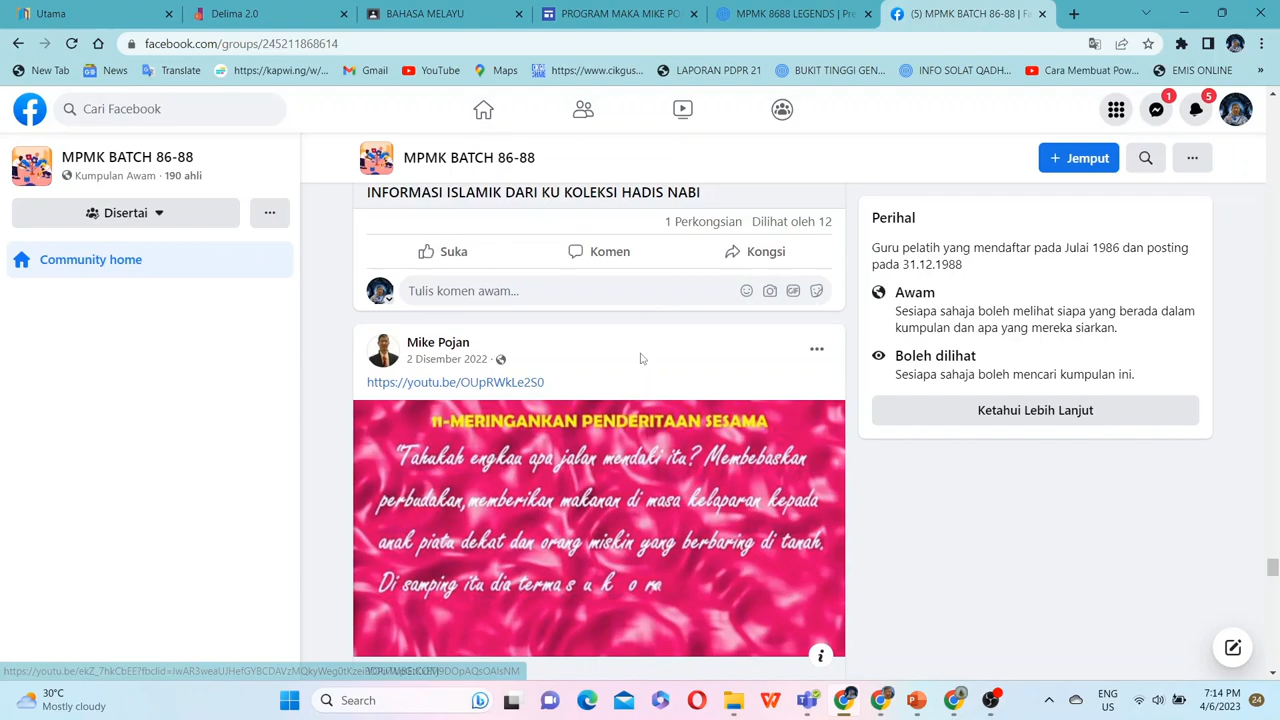 Utama
Delima 2.0
BAHASA MELAYU
PROGRAM MAKA MIKE PO
MPMK 8688 LEGENDS | Pre
(5) MPMK BATCH 86-88 | Fa
facebook.com/groups/245211868614
New Tab
News
Translate
https://kapwi.ng/w/...
Gmail
YouTube
Maps
https://www.cikgus...
LAPORAN PDPR 21
BUKIT TINGGI GEN...
INFO SOLAT QADH...
Cara Membuat Pow...
EMIS ONLINE
»
Cari Facebook
1
5
MPMK BATCH 86-88
Kumpulan Awam · 190 ahli
Disertai
Community home
MPMK BATCH 86-88
+ Jemput
INFORMASI ISLAMIK DARI KU KOLEKSI HADIS NABI
1 Perkongsian Dilihat oleh 12
Suka
Komen
Kongsi
Tulis komen awam...
GIF
Mike Pojan
2 Disember 2022 ·
https://youtu.be/OUpRWkLe2S0
11-MERINGANKAN PENDERITAAN SESAMA
"Tahukah engkau apa jalan mendaki itu? Membebaskan
perbudakan,memberikan makanan di masa kelaparan kepada
anak piatu dekat dan orang miskin yang berbaring di tanah.
Di samping itu dia terma s u k o ra
Perihal
Guru pelatih yang mendaftar pada Julai 1986 dan posting
pada 31.12.1988
Awam
Sesiapa sahaja boleh melihat siapa yang berada dalam
kumpulan dan apa yang mereka siarkan.
Boleh dilihat
Sesiapa sahaja boleh mencari kumpulan ini.
Ketahui Lebih Lanjut
30°C
Mostly cloudy
Search
ENG
US
7:14 PM
4/6/2023
24